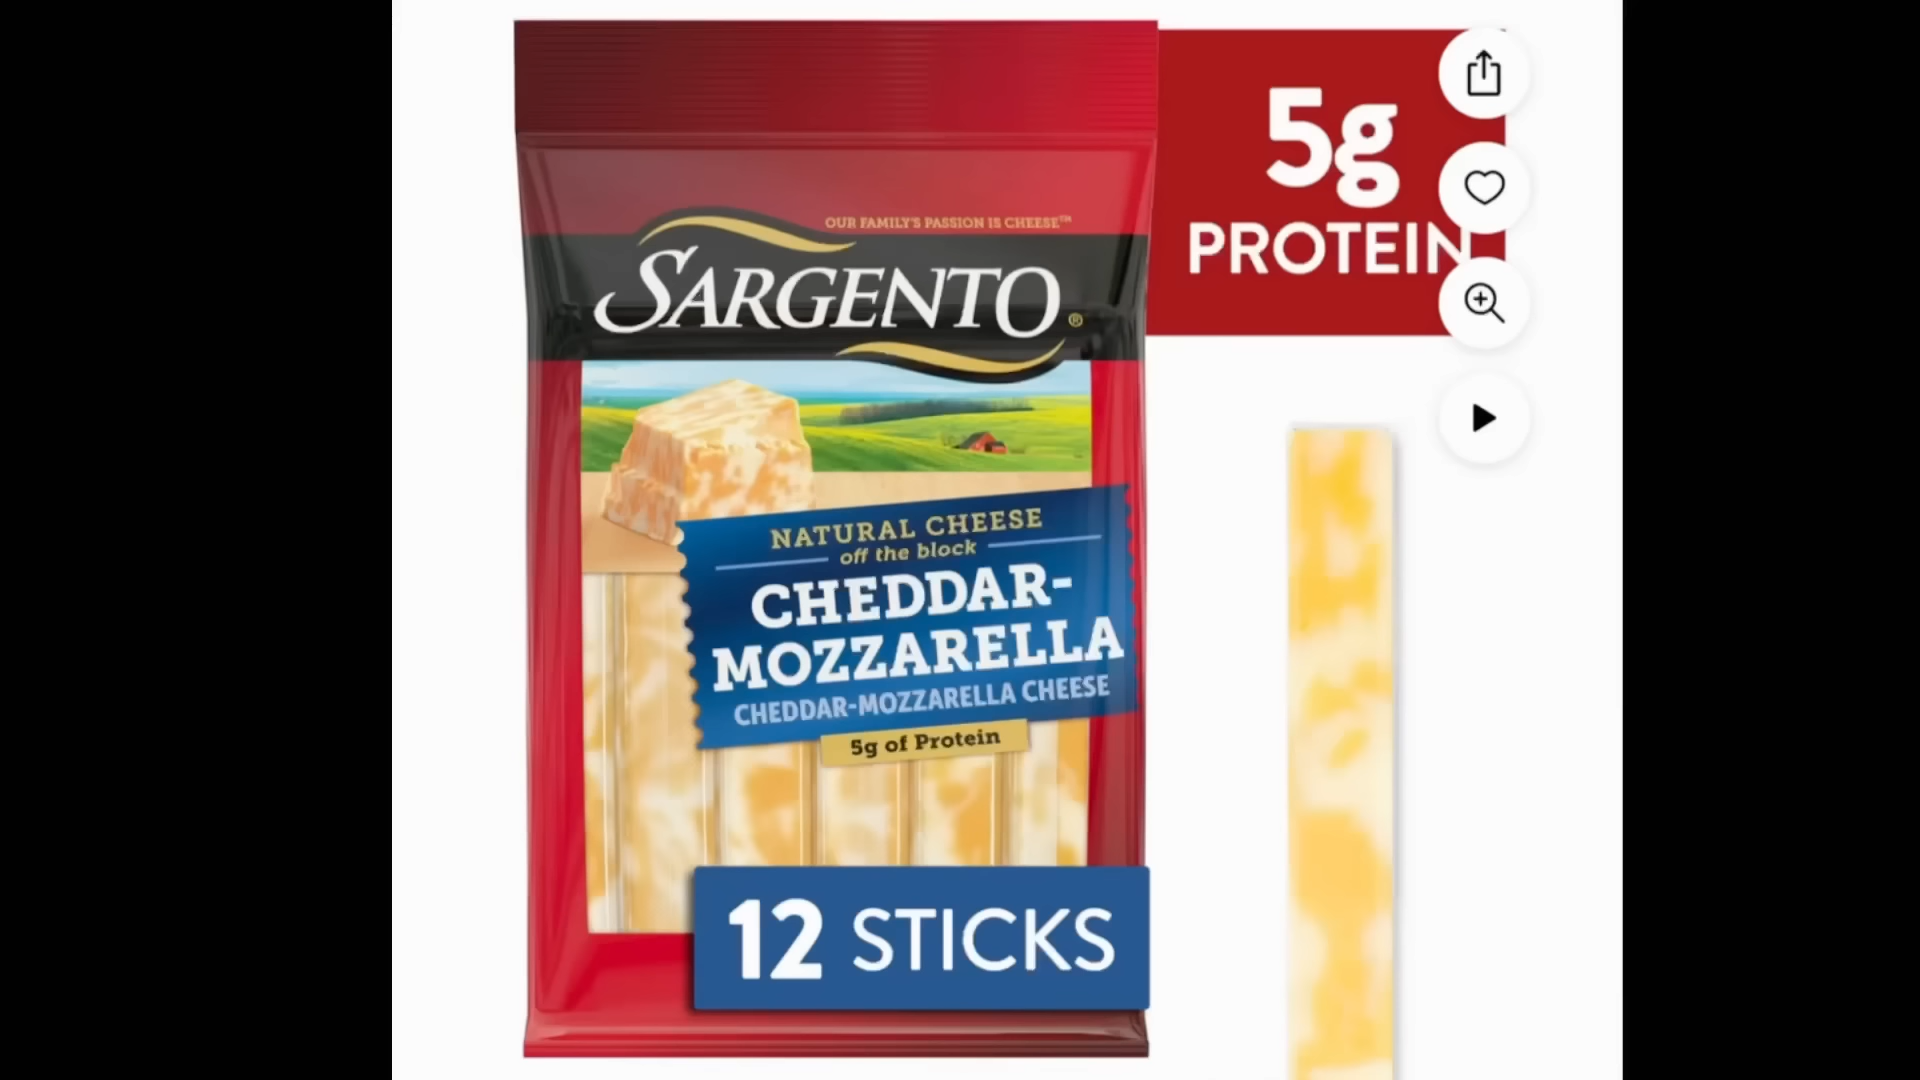 OUR FAMILY'S PASSION IS CHEESE™
SARGENTO®
NATURAL CHEESE
off the block
CHEDDAR-
MOZZARELLA
CHEDDAR-MOZZARELLA CHEESE
5g of Protein
12 STICKS
5g
PROTEIN